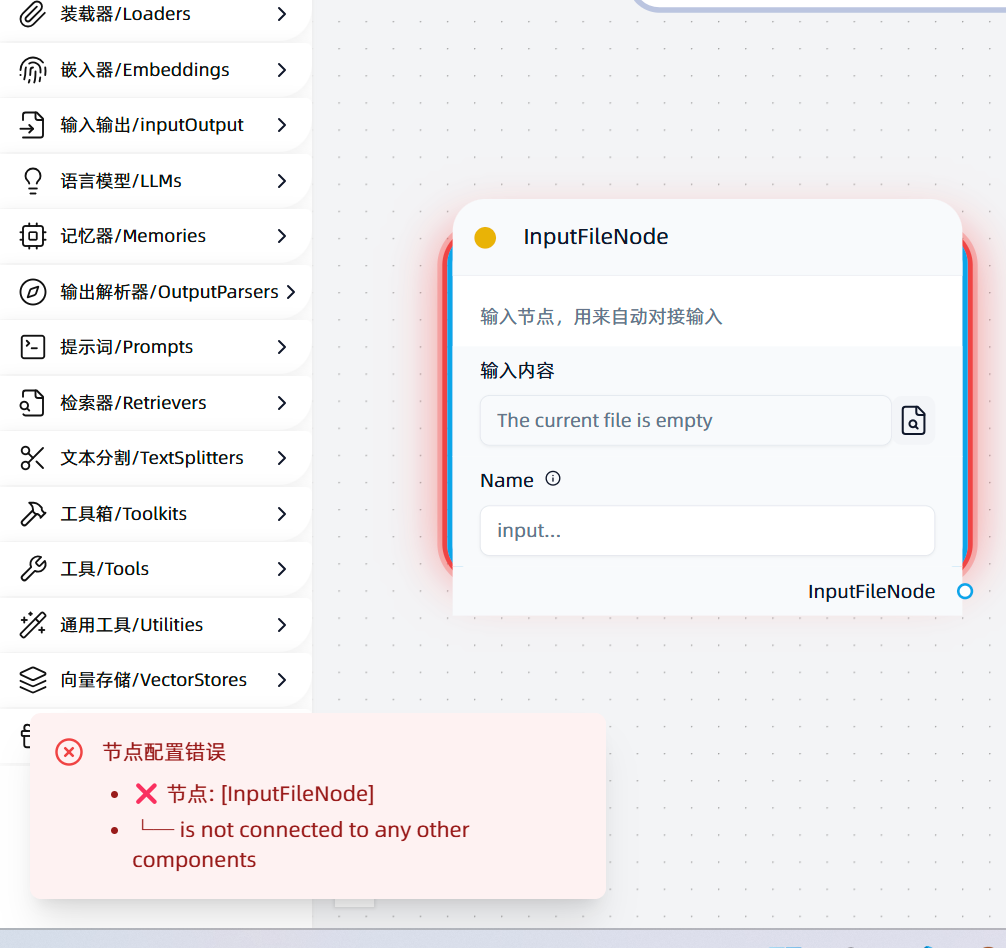 装载器/Loaders
嵌入器/Embeddings
输入输出/inputOutput
语言模型/LLMs
记忆器/Memories
输出解析器/OutputParsers
提示词/Prompts
检索器/Retrievers
文本分割/TextSplitters
工具箱/Toolkits
工具/Tools
通用工具/Utilities
向量存储/VectorStores
InputFileNode
输入节点，用来自动对接输入
输入内容
The current file is empty
Name
input...
InputFileNode
节点配置错误
❌ 节点: [InputFileNode]
└── is not connected to any other
components